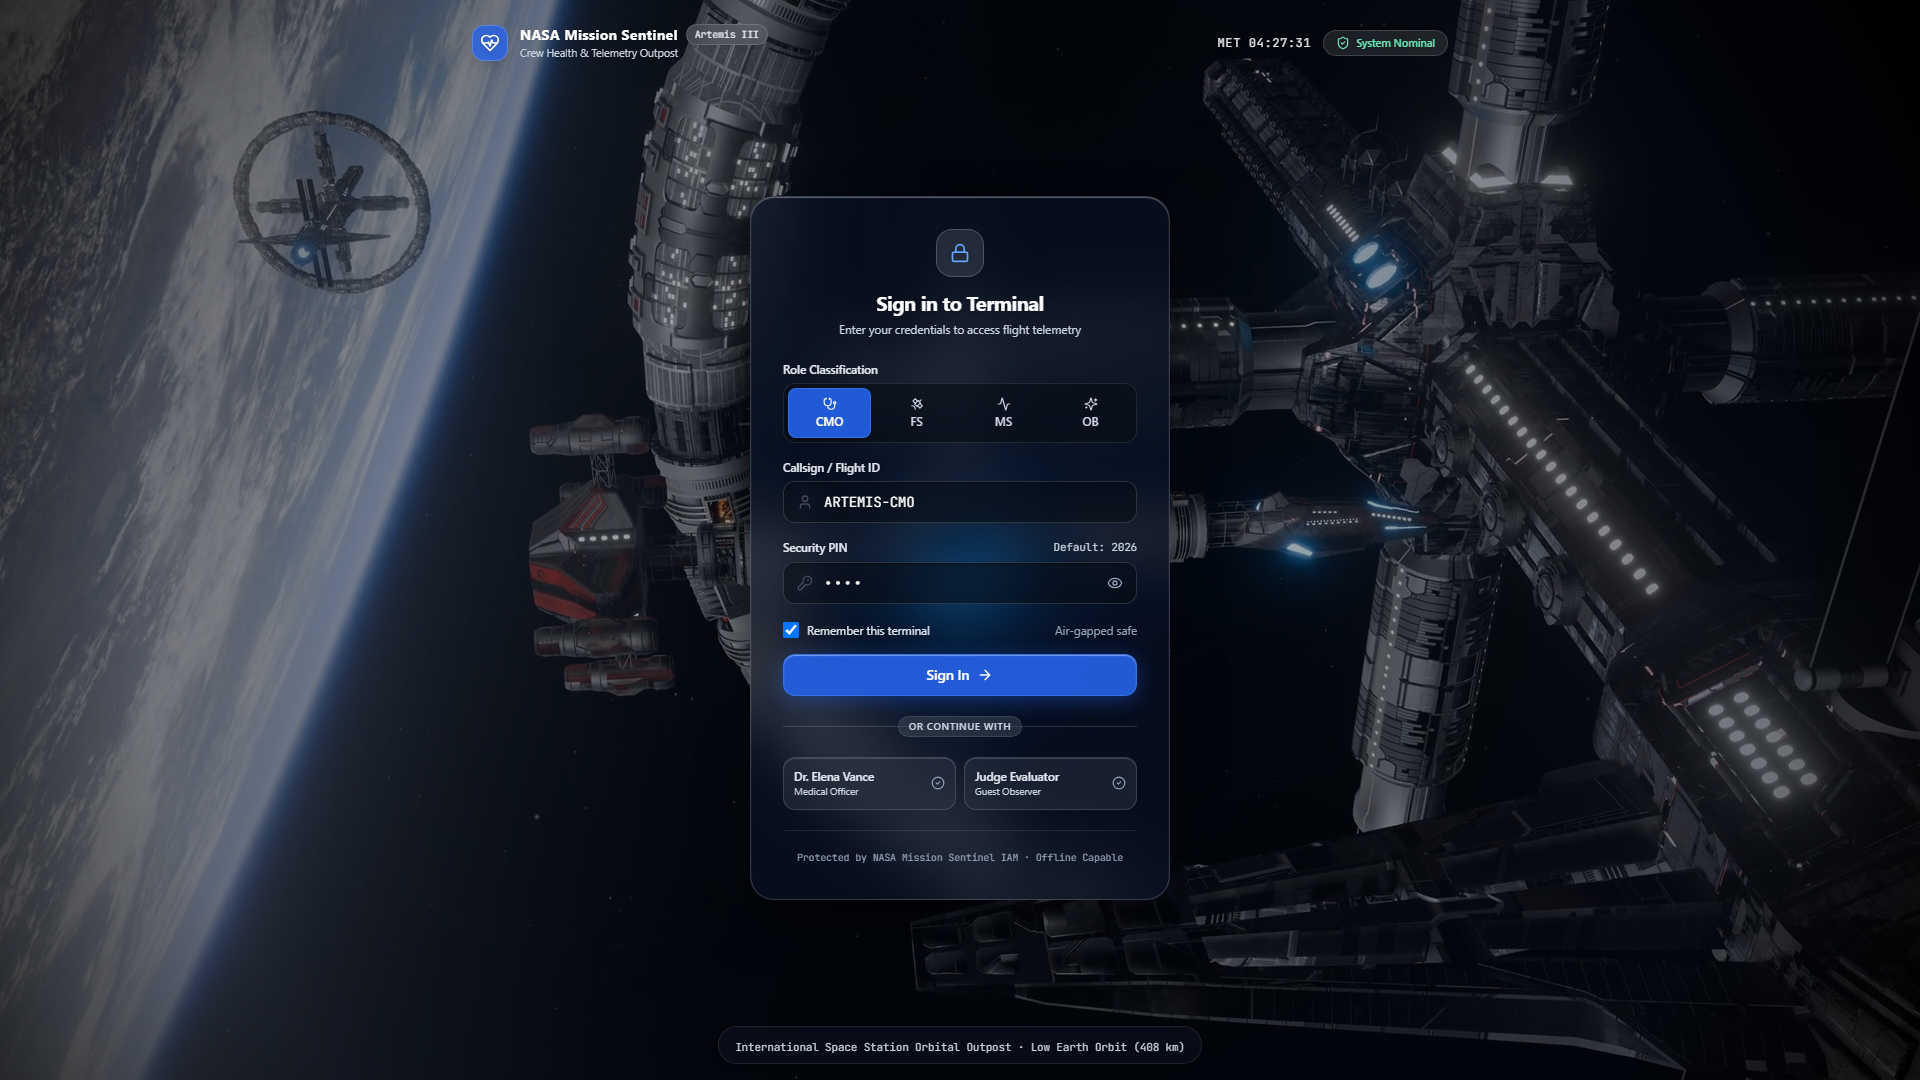 NASA Mission Sentinel Artemis III
Crew Health & Telemetry Outpost
MET 04:27:31 System Nominal
Sign in to Terminal
Enter your credentials to access flight telemetry
Role Classification
CMO FS MS OB
Callsign / Flight ID
ARTEMIS-CMO
Security PIN Default: 2026
••••
Remember this terminal Air-gapped safe
Sign In →
OR CONTINUE WITH
Dr. Elena Vance
Medical Officer
Judge Evaluator
Guest Observer
Protected by NASA Mission Sentinel IAM · Offline Capable
International Space Station Orbital Outpost · Low Earth Orbit (408 km)